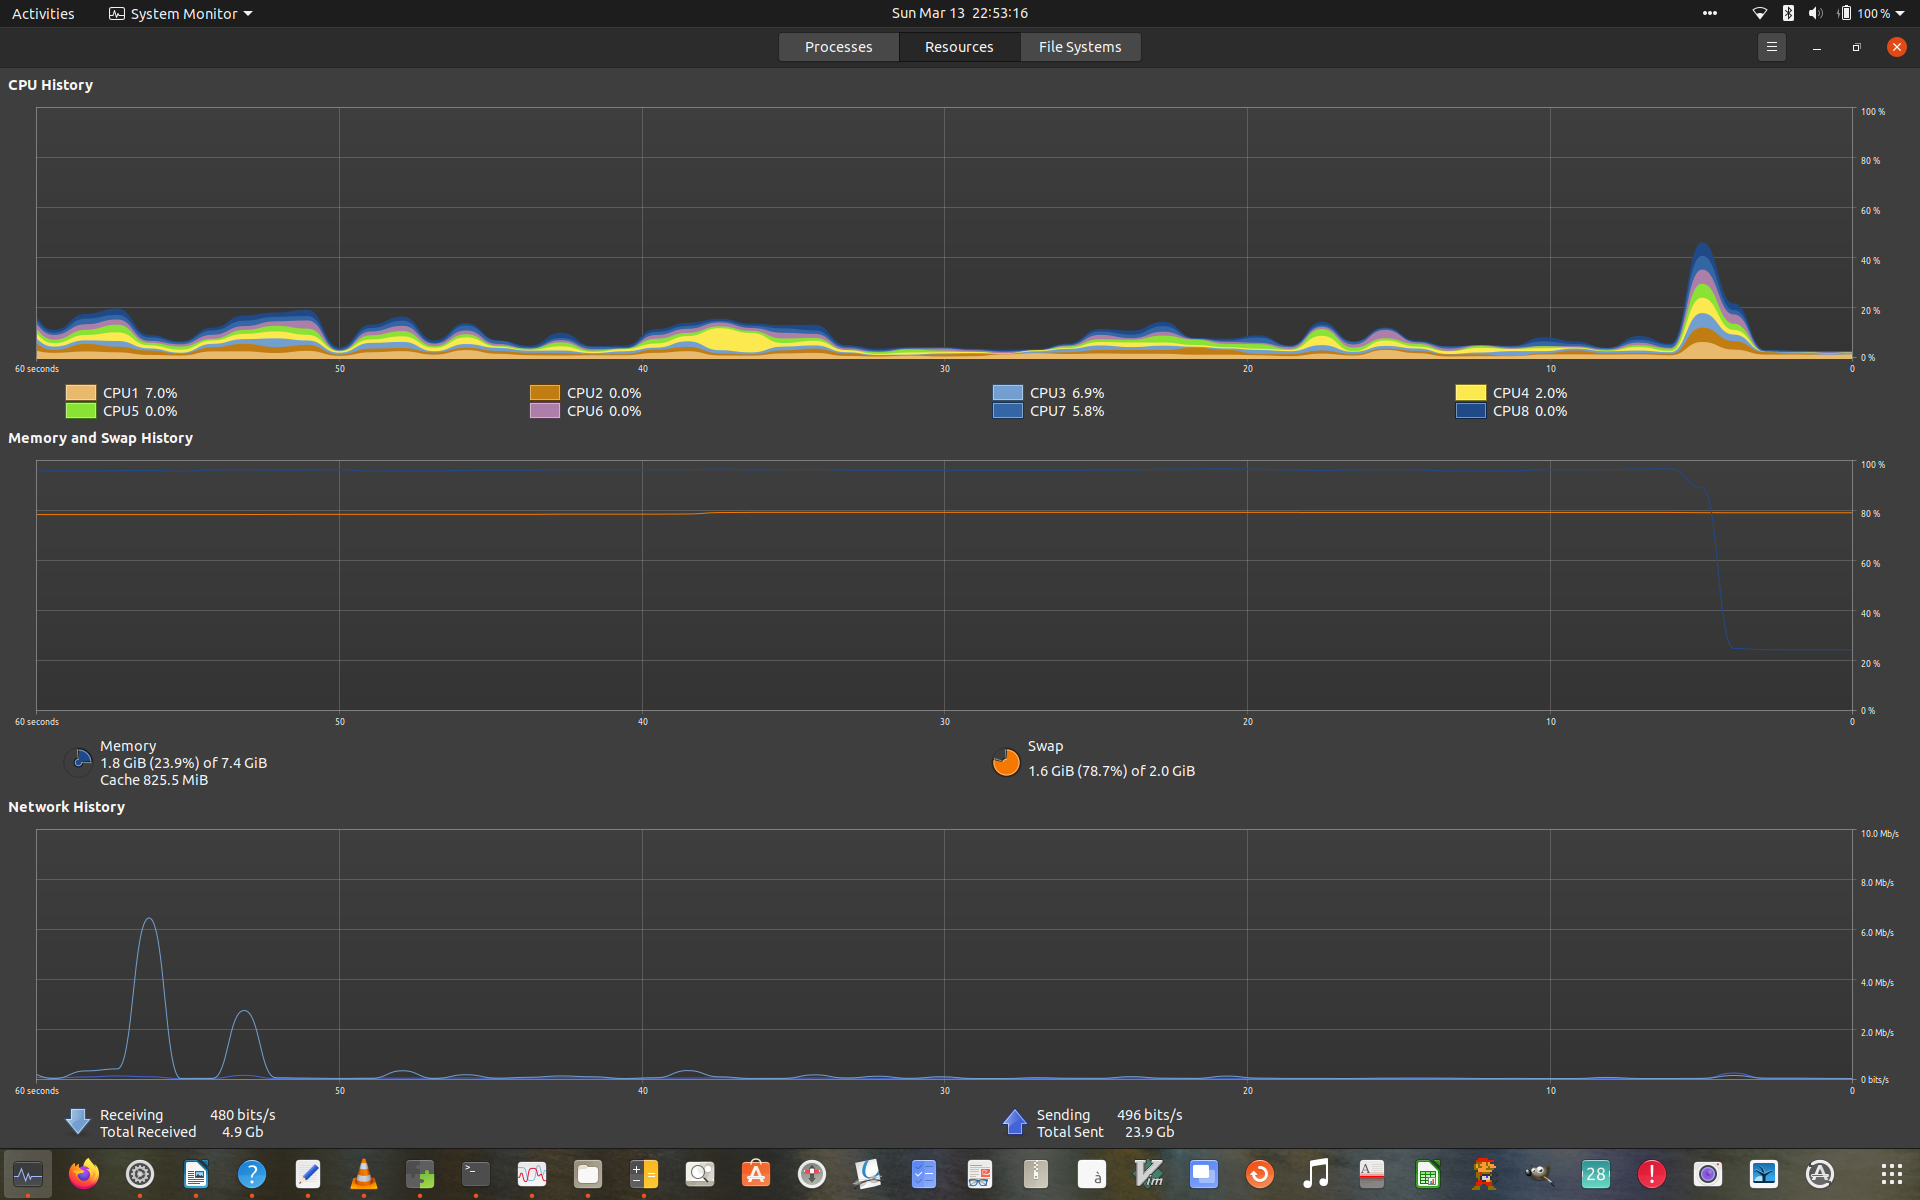 Activities System Monitor Sun Mar 13 22:53:16 100 %
Processes Resources File Systems
CPU History
100 %
80 %
60 %
40 %
20 %
0 %
60 seconds 50 40 30 20 10 0
CPU1 7.0% CPU2 0.0% CPU3 6.9% CPU4 2.0%
CPU5 0.0% CPU6 0.0% CPU7 5.8% CPU8 0.0%
Memory and Swap History
100 %
80 %
60 %
40 %
20 %
0 %
60 seconds 50 40 30 20 10 0
Memory Swap
1.8 GiB (23.9%) of 7.4 GiB 1.6 GiB (78.7%) of 2.0 GiB
Cache 825.5 MiB
Network History
10.0 Mb/s
8.0 Mb/s
6.0 Mb/s
4.0 Mb/s
2.0 Mb/s
0 bits/s
60 seconds 50 40 30 20 10 0
Receiving 480 bits/s Sending 496 bits/s
Total Received 4.9 Gb Total Sent 23.9 Gb
? >_ A à Vim A 28 !